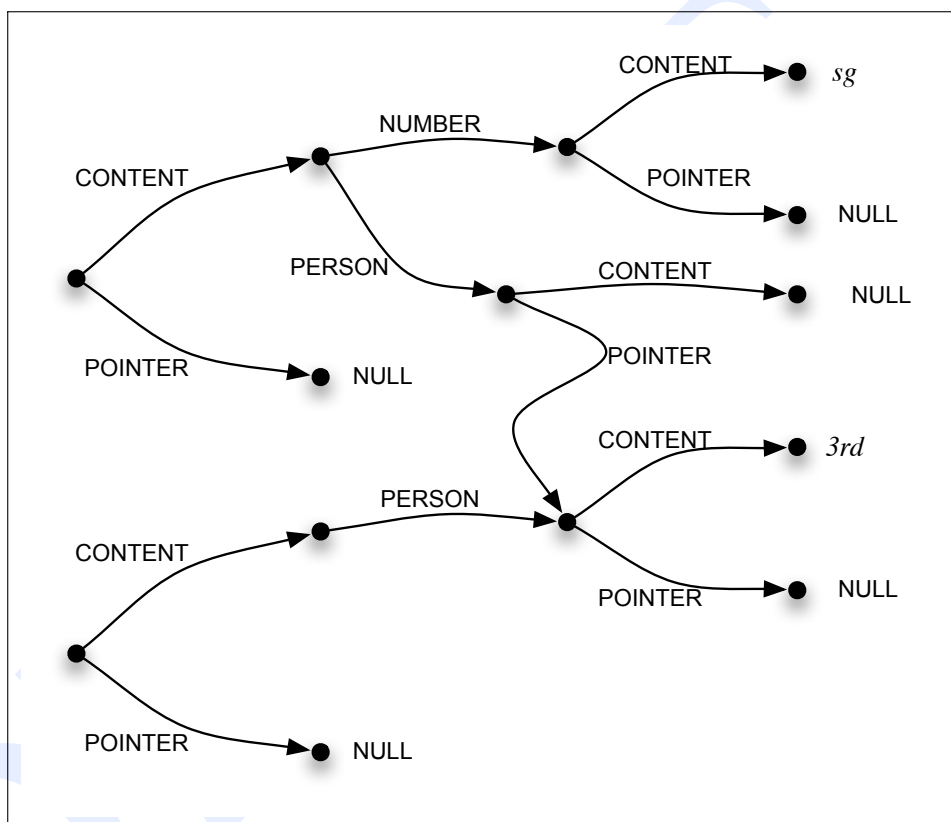 CONTENT
sg
NUMBER
CONTENT
POINTER
NULL
PERSON
CONTENT
NULL
POINTER
POINTER
NULL
CONTENT
3rd
PERSON
CONTENT
POINTER
NULL
POINTER
NULL